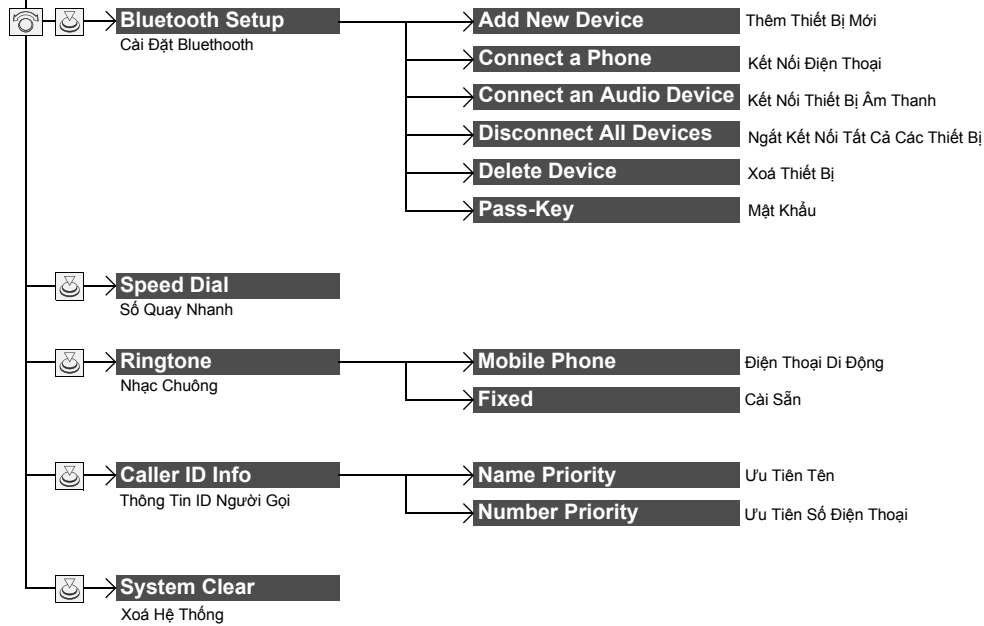 Bluetooth Setup
Cài Đặt Bluethooth
Add New Device
Thêm Thiết Bị Mới
Connect a Phone
Kết Nối Điện Thoại
Connect an Audio Device
Kết Nối Thiết Bị Âm Thanh
Disconnect All Devices
Ngắt Kết Nối Tất Cả Các Thiết Bị
Delete Device
Xoá Thiết Bị
Pass-Key
Mật Khẩu
Speed Dial
Số Quay Nhanh
Ringtone
Nhạc Chuông
Mobile Phone
Điện Thoại Di Động
Fixed
Cài Sẵn
Caller ID Info
Thông Tin ID Người Gọi
Name Priority
Ưu Tiên Tên
Number Priority
Ưu Tiên Số Điện Thoại
System Clear
Xoá Hệ Thống